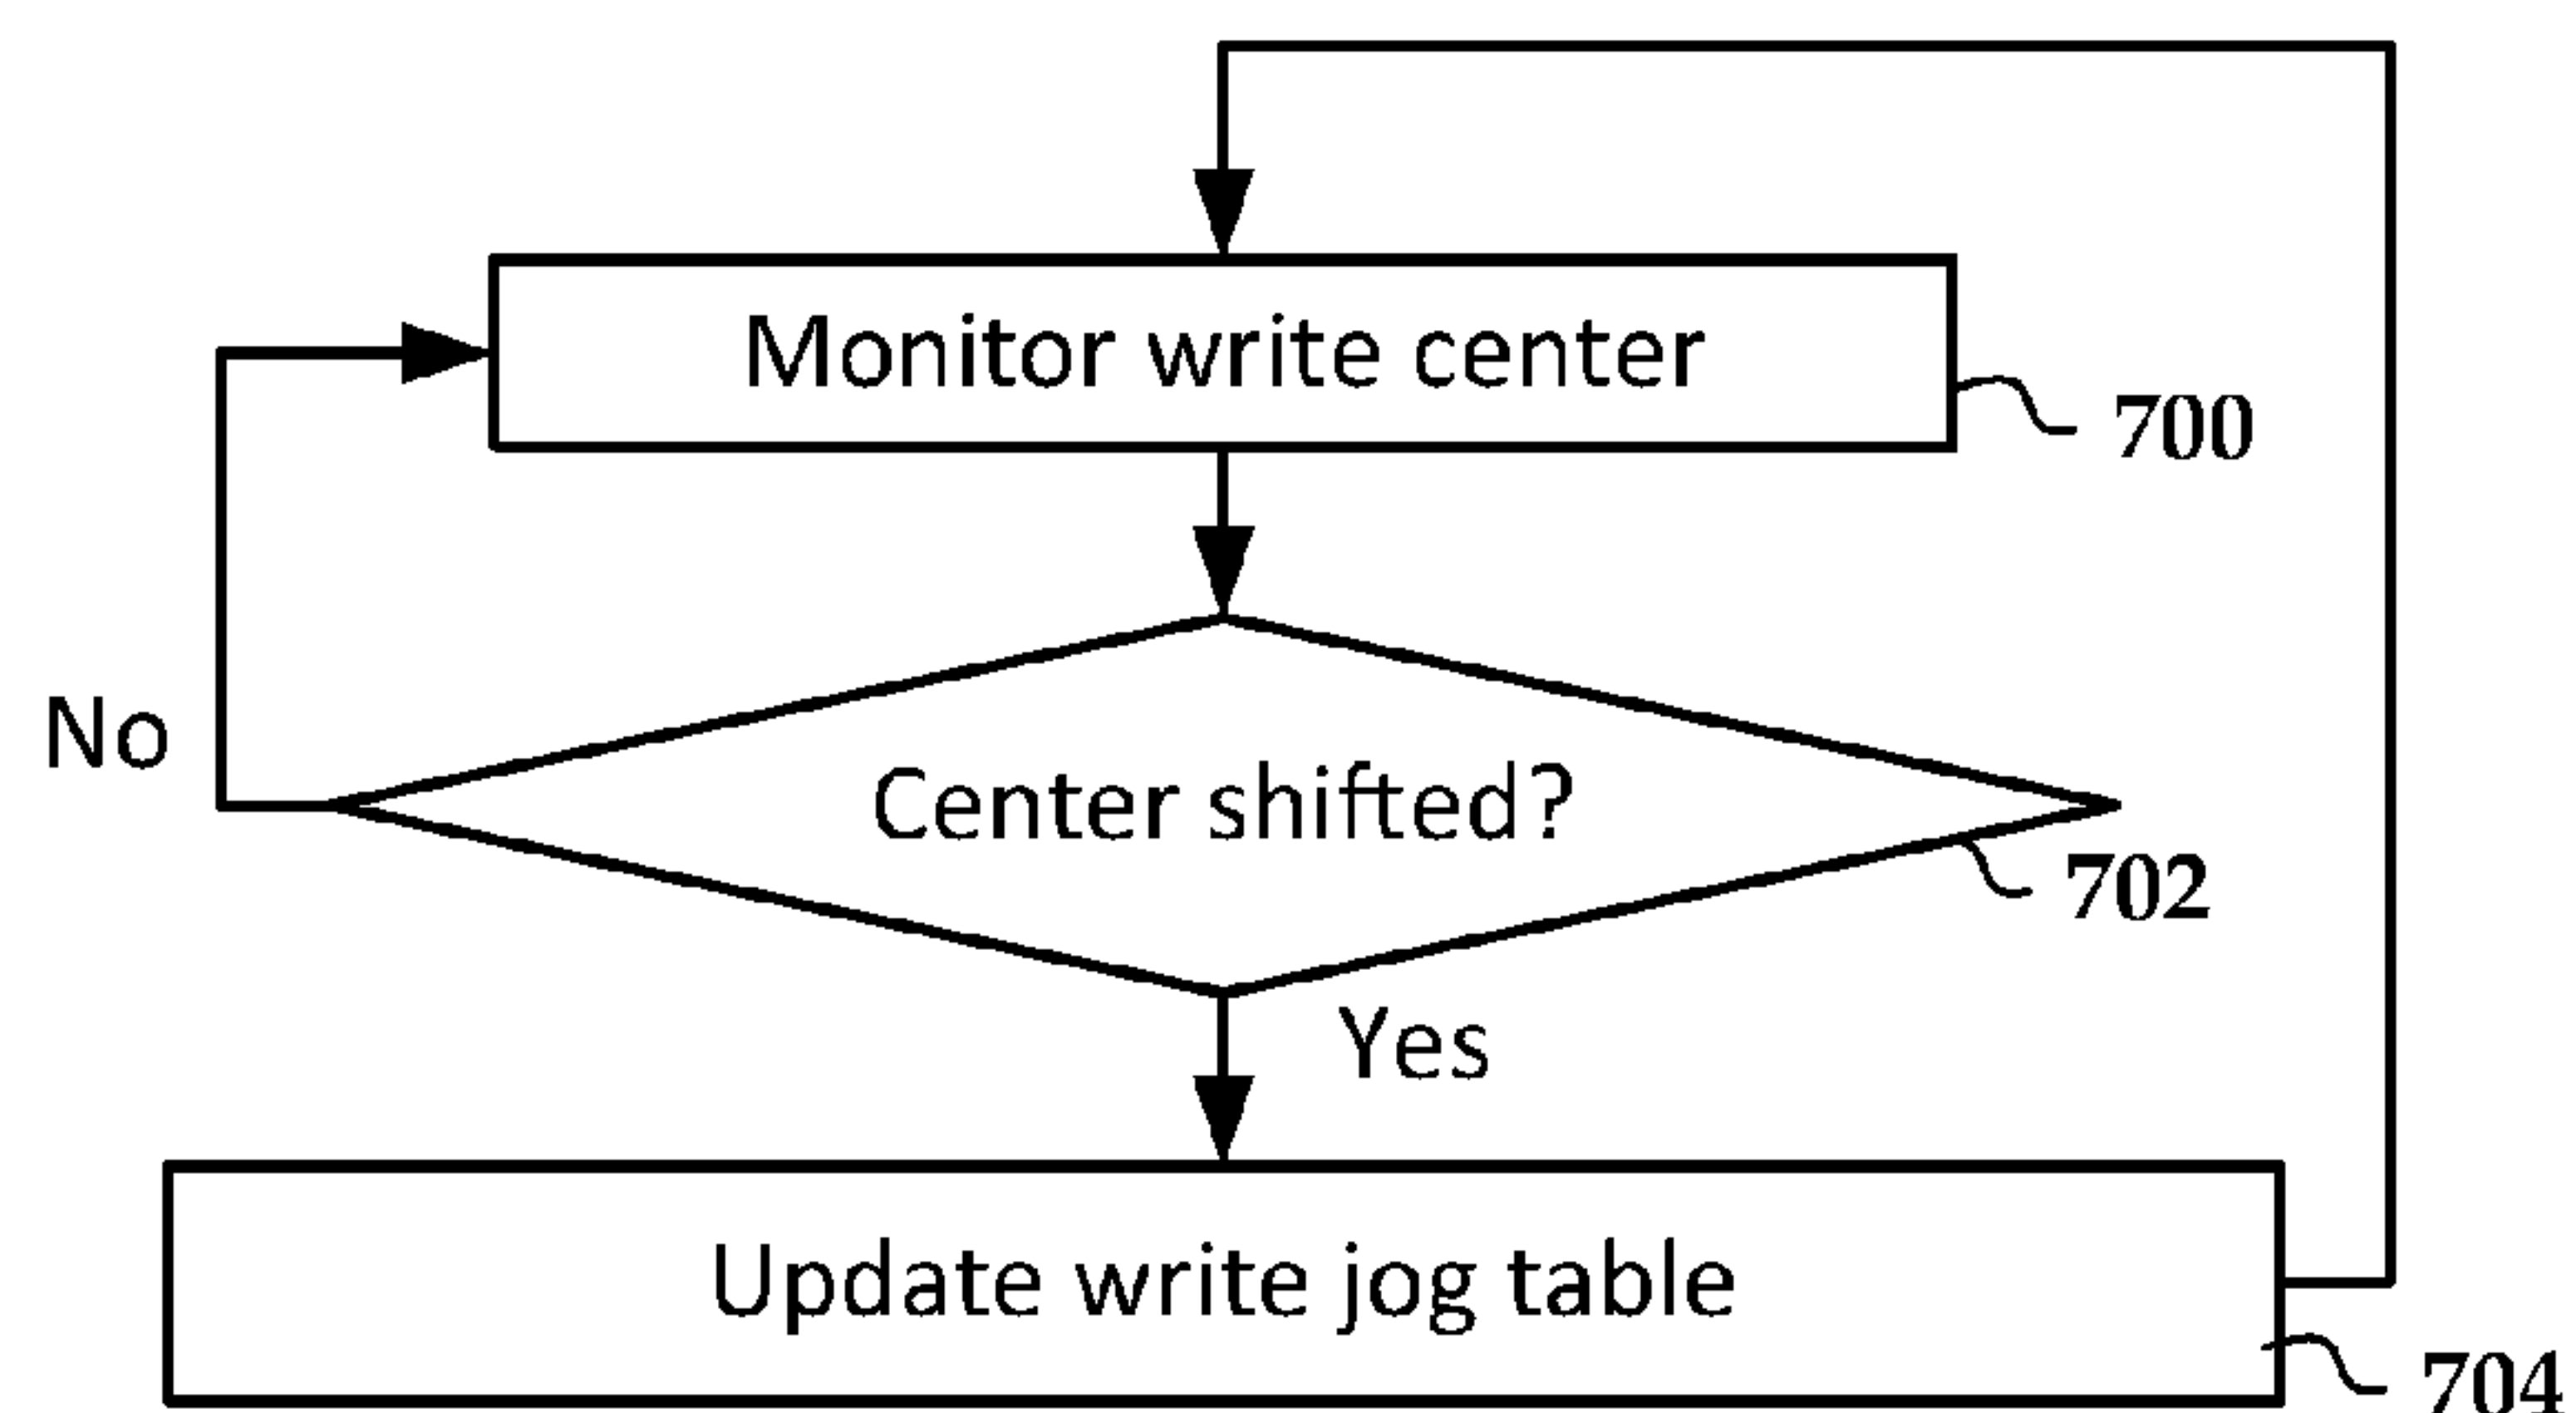 Monitor write center
700
No
Center shifted?
702
Yes
Update write jog table
704